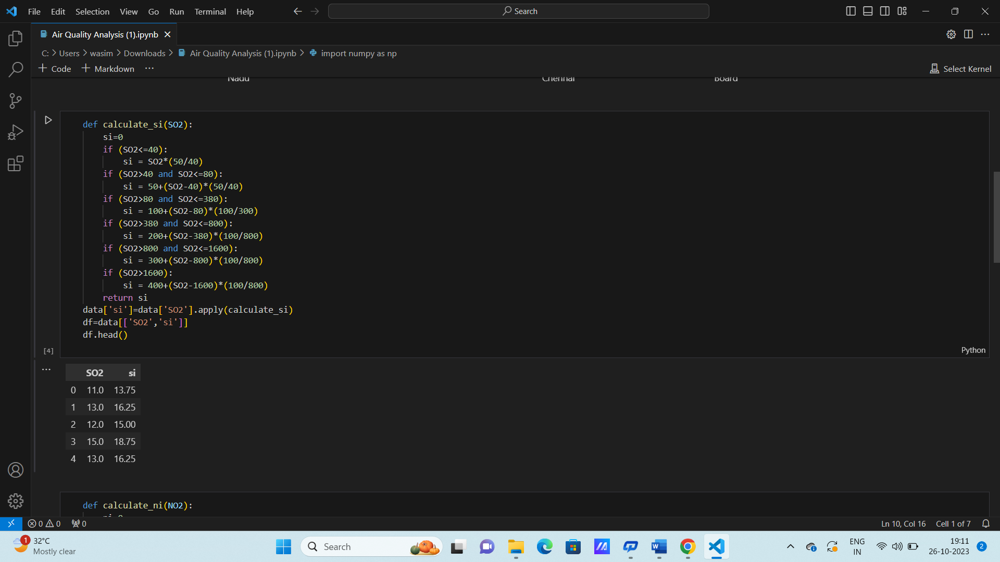 File Edit Selection View Go Run Terminal Help Search
Air Quality Analysis (1).ipynb
C: > Users > wasim > Downloads > Air Quality Analysis (1).ipynb > import numpy as np
+ Code + Markdown ... Select Kernel
Nadu Chennai Board
def calculate_si(SO2):
    si=0
    if (SO2<=40):
        si = SO2*(50/40)
    if (SO2>40 and SO2<=80):
        si = 50+(SO2-40)*(50/40)
    if (SO2>80 and SO2<=380):
        si = 100+(SO2-80)*(100/300)
    if (SO2>380 and SO2<=800):
        si = 200+(SO2-380)*(100/800)
    if (SO2>800 and SO2<=1600):
        si = 300+(SO2-800)*(100/800)
    if (SO2>1600):
        si = 400+(SO2-1600)*(100/800)
    return si
data['si']=data['SO2'].apply(calculate_si)
df=data[['SO2','si']]
df.head()
[4] Python
SO2 si
0 11.0 13.75
1 13.0 16.25
2 12.0 15.00
3 15.0 18.75
4 13.0 16.25
def calculate_ni(NO2):
0 0 0 Ln 10, Col 16 Cell 1 of 7
1 32°C
Mostly clear
Search
ENG
IN
19:11
26-10-2023
2